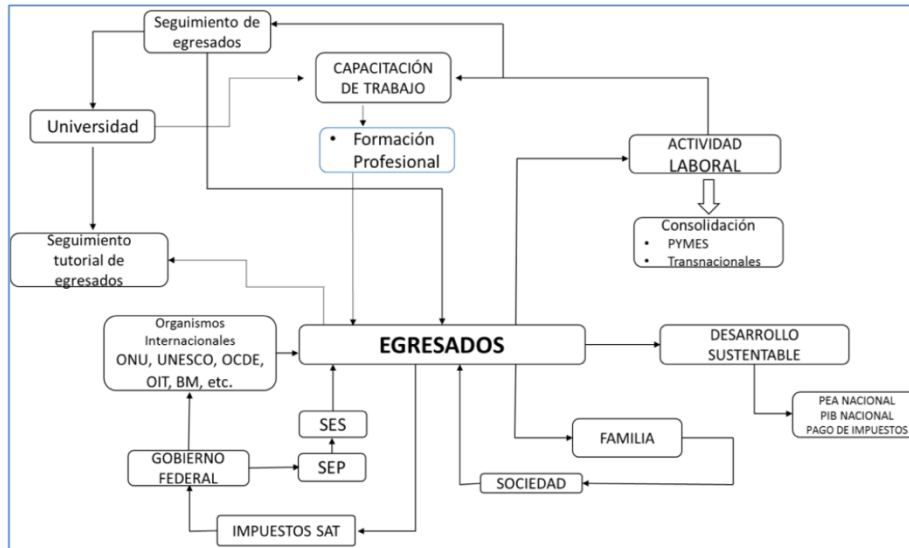 Seguimiento de
egresados
CAPACITACIÓN
DE TRABAJO
Universidad
• Formación
Profesional
ACTIVIDAD
LABORAL
Consolidación
• PYMES
• Transnacionales
Seguimiento
tutorial de
egresados
Organismos
Internacionales
ONU, UNESCO, OCDE,
OIT, BM, etc.
EGRESADOS
DESARROLLO
SUSTENTABLE
PEA NACIONAL
PIB NACIONAL
PAGO DE IMPUESTOS
SES
FAMILIA
GOBIERNO
FEDERAL
SEP
SOCIEDAD
IMPUESTOS SAT